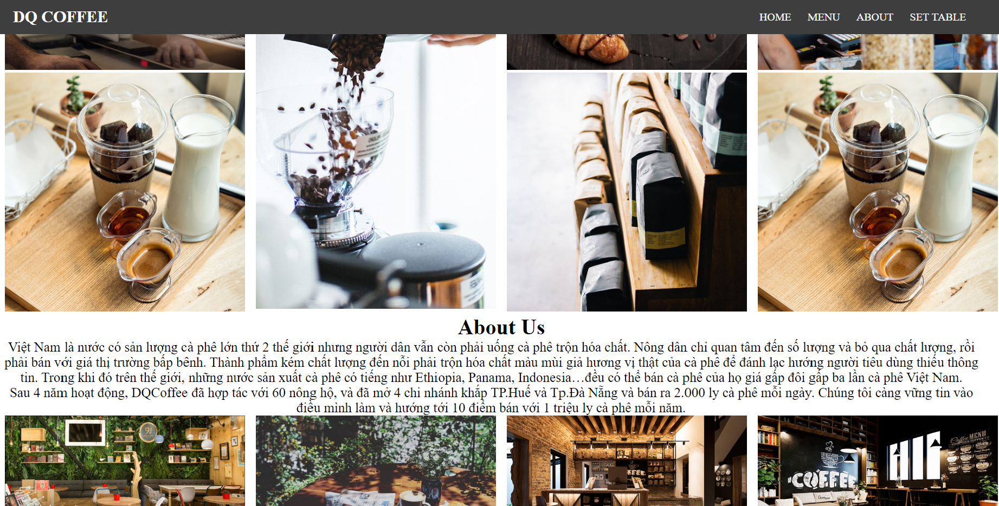 DQ COFFEE
HOME MENU ABOUT SET TABLE
About Us
Việt Nam là nước có sản lượng cà phê lớn thứ 2 thế giới nhưng người dân vẫn còn phải uống cà phê trộn hóa chất. Nông dân chỉ quan tâm đến số lượng và bỏ qua chất lượng, rồi
phải bán với giá thị trường bấp bênh. Thành phẩm kém chất lượng đến nỗi phải trộn hóa chất màu mùi giả hương vị thật của cà phê để đánh lạc hướng người tiêu dùng thiếu thông
tin. Trong khi đó trên thế giới, những nước sản xuất cà phê có tiếng như Ethiopia, Panama, Indonesia…đều có thể bán cà phê của họ giá gấp đôi gấp ba lần cà phê Việt Nam.
Sau 4 năm hoạt động, DQCoffee đã hợp tác với 60 nông hộ, và đã mở 4 chi nhánh khắp TP.Huế và Tp.Đà Nẵng và bán ra 2.000 ly cà phê mỗi ngày. Chúng tôi càng vững tin vào
điều mình làm và hướng tới 10 điểm bán với 1 triệu ly cà phê mỗi năm.
Coffee MENU
COFFEE